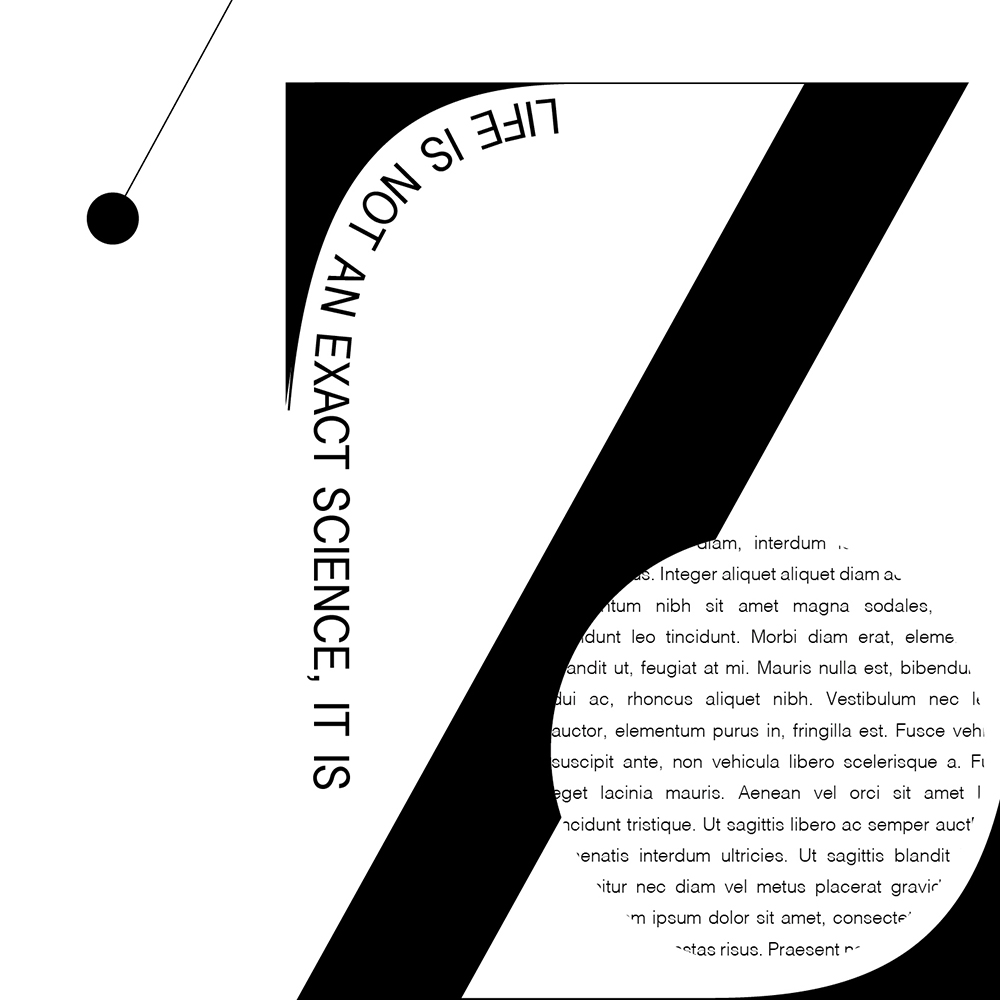 LIFE IS NOT AN EXACT SCIENCE, IT IS
interdum
Integer aliquet aliquet diam
nibh sit amet magna sodales,
leo tincidunt. Morbi diam erat,
ut, feugiat at mi. Mauris nulla est,
dui ac, rhoncus aliquet nibh. Vestibulum nec
auctor, elementum purus in, fringilla est. Fusce
suscipit ante, non vehicula libero scelerisque a.
eget lacinia mauris. Aenean vel orci sit amet
tristique. Ut sagittis libero ac semper
interdum ultricies. Ut sagittis blandit
nec diam vel metus placerat
ipsum dolor sit amet,
risus. Praesent